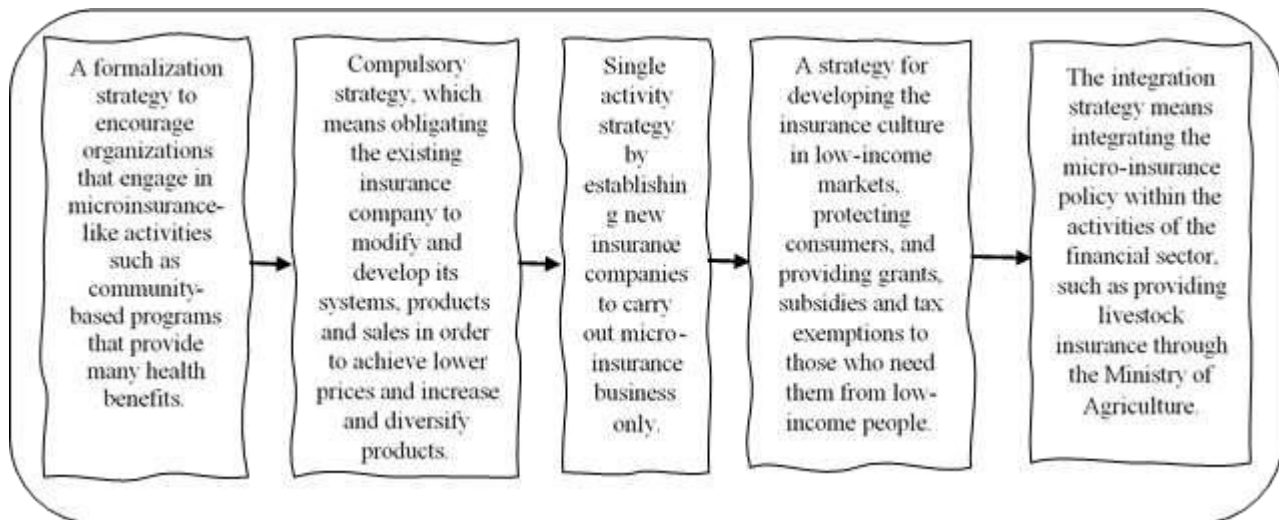 A formalization
strategy to
encourage
organizations
that engage in
microinsurance-
like activities
such as
community-
based programs
that provide
many health
benefits.
Compulsory
strategy, which
means obligating
the existing
insurance
company to
modify and
develop its
systems, products
and sales in order
to achieve lower
prices and increase
and diversify
products.
Single
activity
strategy
by
establishin
g new
insurance
companies
to carry
out micro-
insurance
business
only.
A strategy for
developing the
insurance culture
in low-income
markets,
protecting
consumers, and
providing grants,
subsidies and tax
exemptions to
those who need
them from low-
income people.
The integration
strategy means
integrating the
micro-insurance
policy within the
activities of the
financial sector,
such as providing
livestock
insurance through
the Ministry of
Agriculture.